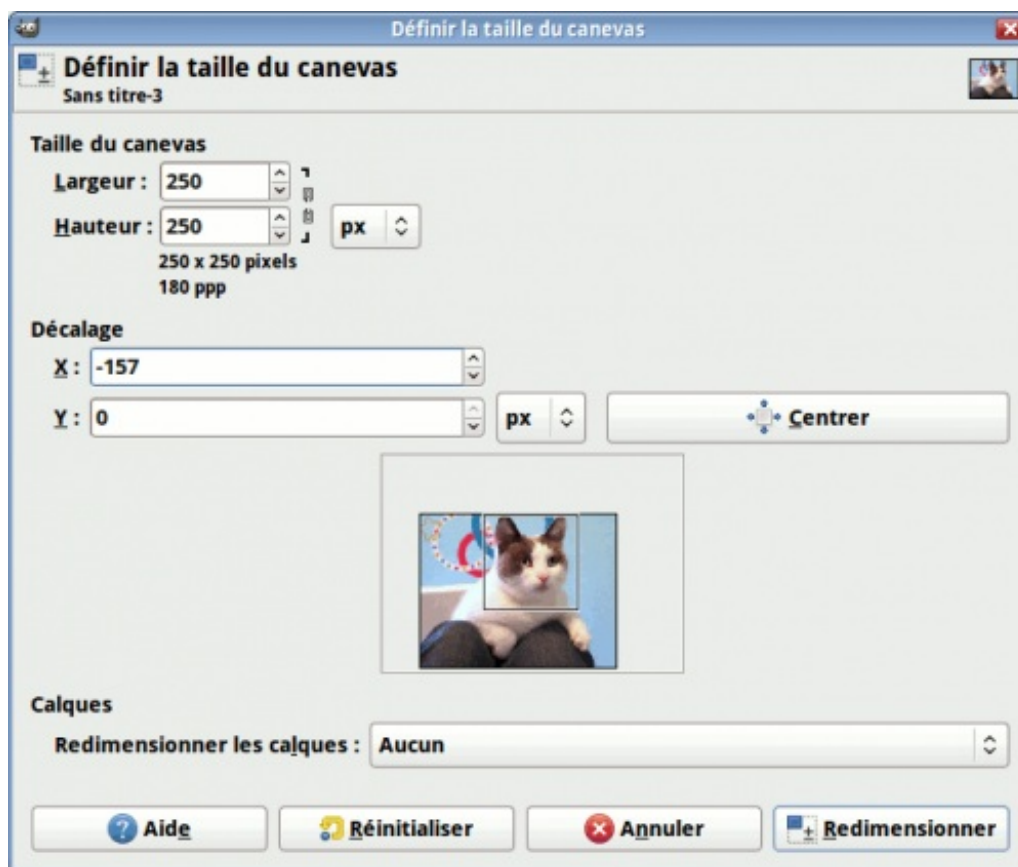 Définir la taille du canevas
Définir la taille du canevas
Sans titre-3
Taille du canevas
Largeur : 250
Hauteur : 250 px
250 x 250 pixels
180 ppp
Décalage
X : -157
Y : 0 px Centrer
Calques
Redimensionner les calques : Aucun
Aide Réinitialiser Annuler Redimensionner